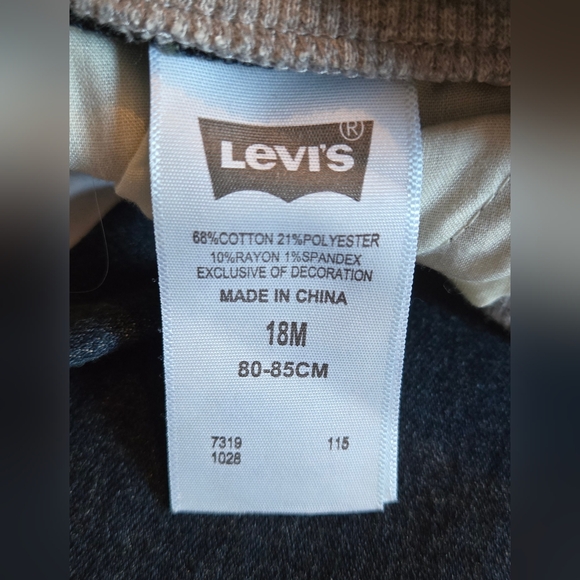 Levi's ®
68%COTTON 21%POLYESTER
10%RAYON 1%SPANDEX
EXCLUSIVE OF DECORATION
MADE IN CHINA
18M
80-85CM
7319 115
1028